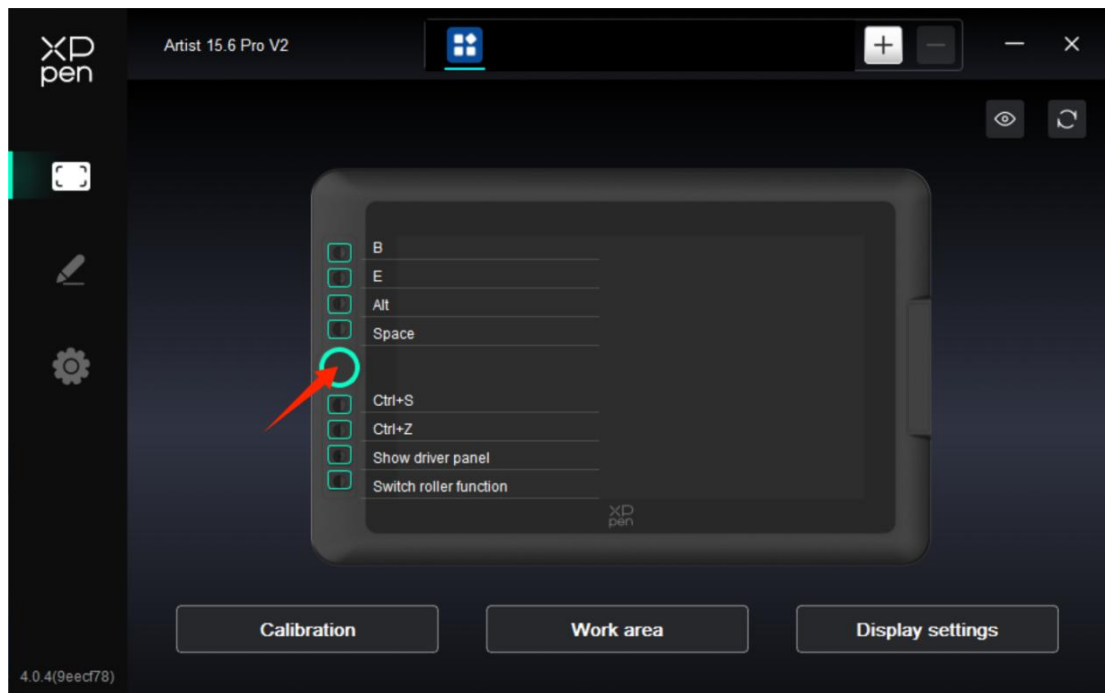 XP
pen
Artist 15.6 Pro V2
B
E
Alt
Space
Ctrl+S
Ctrl+Z
Show driver panel
Switch roller function
XP
pen
Calibration
Work area
Display settings
4.0.4(9eecf78)